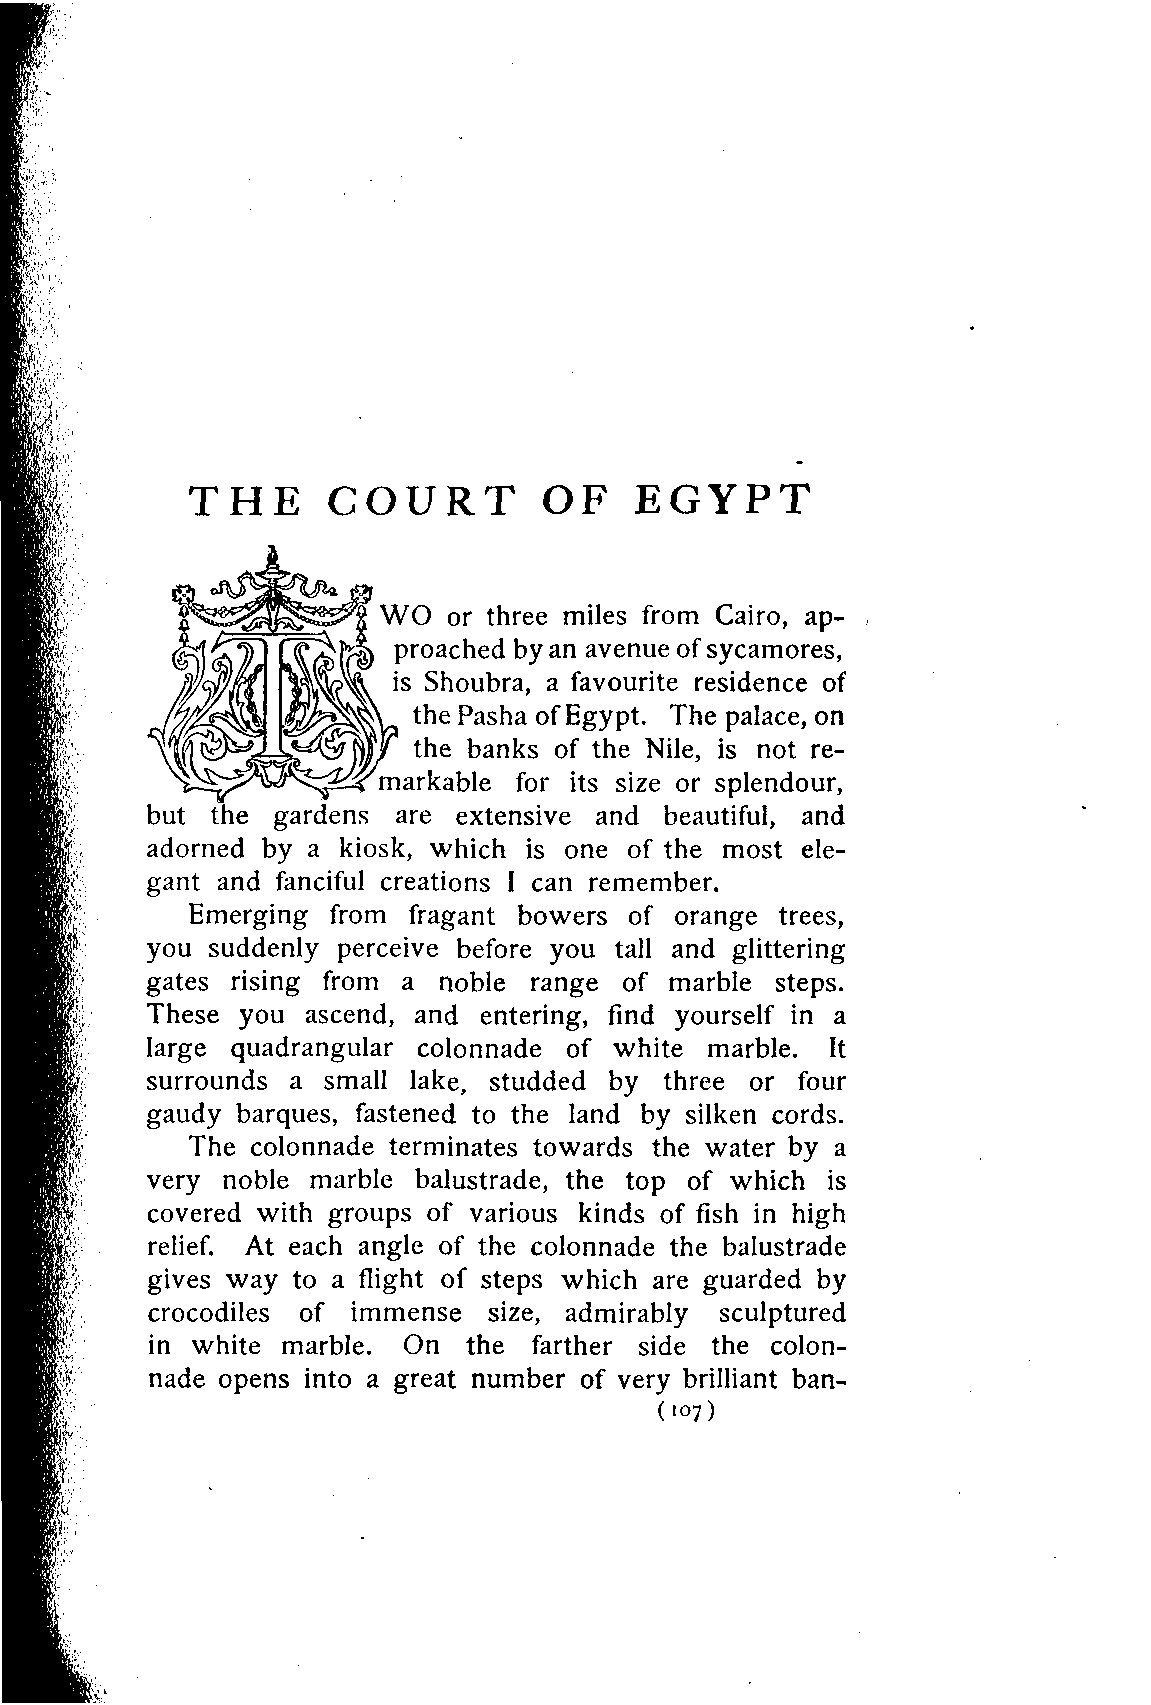 THE COURT OF EGYPT
TWO or three miles from Cairo, ap-
proached by an avenue of sycamores,
is Shoubra, a favourite residence of
the Pasha of Egypt. The palace, on
the banks of the Nile, is not re-
markable for its size or splendour,
but the gardens are extensive and beautiful, and
adorned by a kiosk, which is one of the most ele-
gant and fanciful creations I can remember.
Emerging from fragant bowers of orange trees,
you suddenly perceive before you tall and glittering
gates rising from a noble range of marble steps.
These you ascend, and entering, find yourself in a
large quadrangular colonnade of white marble. It
surrounds a small lake, studded by three or four
gaudy barques, fastened to the land by silken cords.
The colonnade terminates towards the water by a
very noble marble balustrade, the top of which is
covered with groups of various kinds of fish in high
relief. At each angle of the colonnade the balustrade
gives way to a flight of steps which are guarded by
crocodiles of immense size, admirably sculptured
in white marble. On the farther side the colon-
nade opens into a great number of very brilliant ban-
(107)